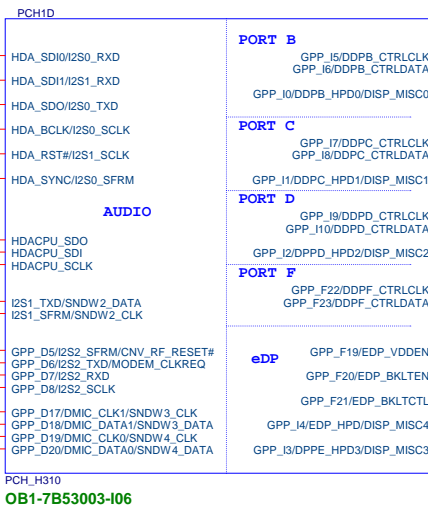 PCH1D
HDA_SDI0/I2S0_RXD
HDA_SDI1/I2S1_RXD
HDA_SDO/I2S0_TXD
HDA_BCLK/I2S0_SCLK
HDA_RST#/I2S1_SCLK
HDA_SYNC/I2S0_SFRM
AUDIO
HDACPU_SDO
HDACPU_SDI
HDACPU_SCLK
I2S1_TXD/SNDW2_DATA
I2S1_SFRM/SNDW2_CLK
GPP_D5/I2S2_SFRM/CNV_RF_RESET#
GPP_D6/I2S2_TXD/MODEM_CLKREQ
GPP_D7/I2S2_RXD
GPP_D8/I2S2_SCLK
GPP_D17/DMIC_CLK1/SNDW3_CLK
GPP_D18/DMIC_DATA1/SNDW3_DATA
GPP_D19/DMIC_CLK0/SNDW4_CLK
GPP_D20/DMIC_DATA0/SNDW4_DATA
PORT B
GPP_I5/DDPB_CTRLCLK
GPP_I6/DDPB_CTRLDATA
GPP_I0/DDPB_HPD0/DISP_MISC0
PORT C
GPP_I7/DDPC_CTRLCLK
GPP_I8/DDPC_CTRLDATA
GPP_I1/DDPC_HPD1/DISP_MISC1
PORT D
GPP_I9/DDPD_CTRLCLK
GPP_I10/DDPD_CTRLDATA
GPP_I2/DPPD_HPD2/DISP_MISC2
PORT F
GPP_F22/DDPF_CTRLCLK
GPP_F23/DDPF_CTRLDATA
eDP
GPP_F19/EDP_VDDEN
GPP_F20/EDP_BKLTEN
GPP_F21/EDP_BKLTCTL
GPP_I4/EDP_HPD/DISP_MISC4
GPP_I3/DPPE_HPD3/DISP_MISC3
PCH_H310
OB1-7B53003-I06